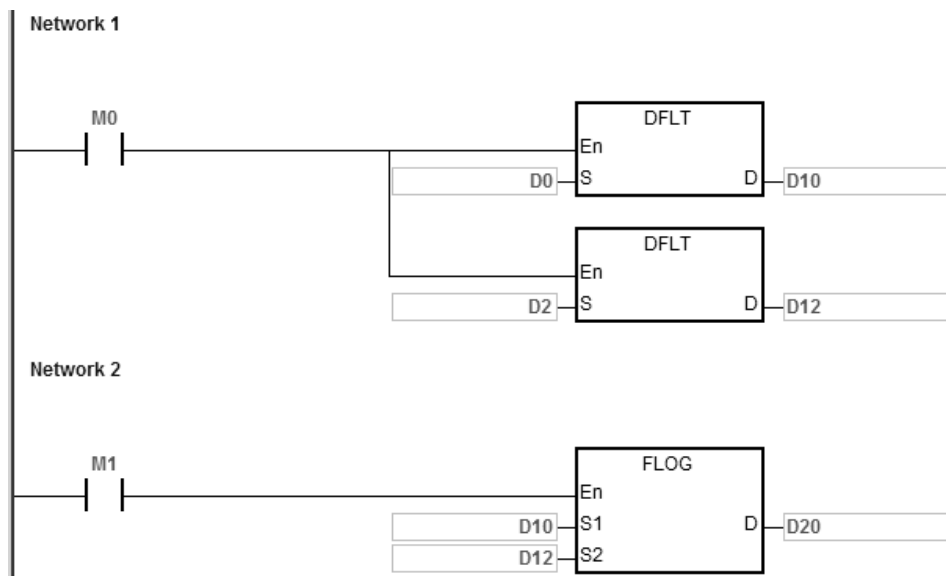 Network 1
M0
DFLT
En
D0 S D D10
DFLT
En
D2 S D D12
Network 2
M1
FLOG
En
D10 S1 D D20
D12 S2